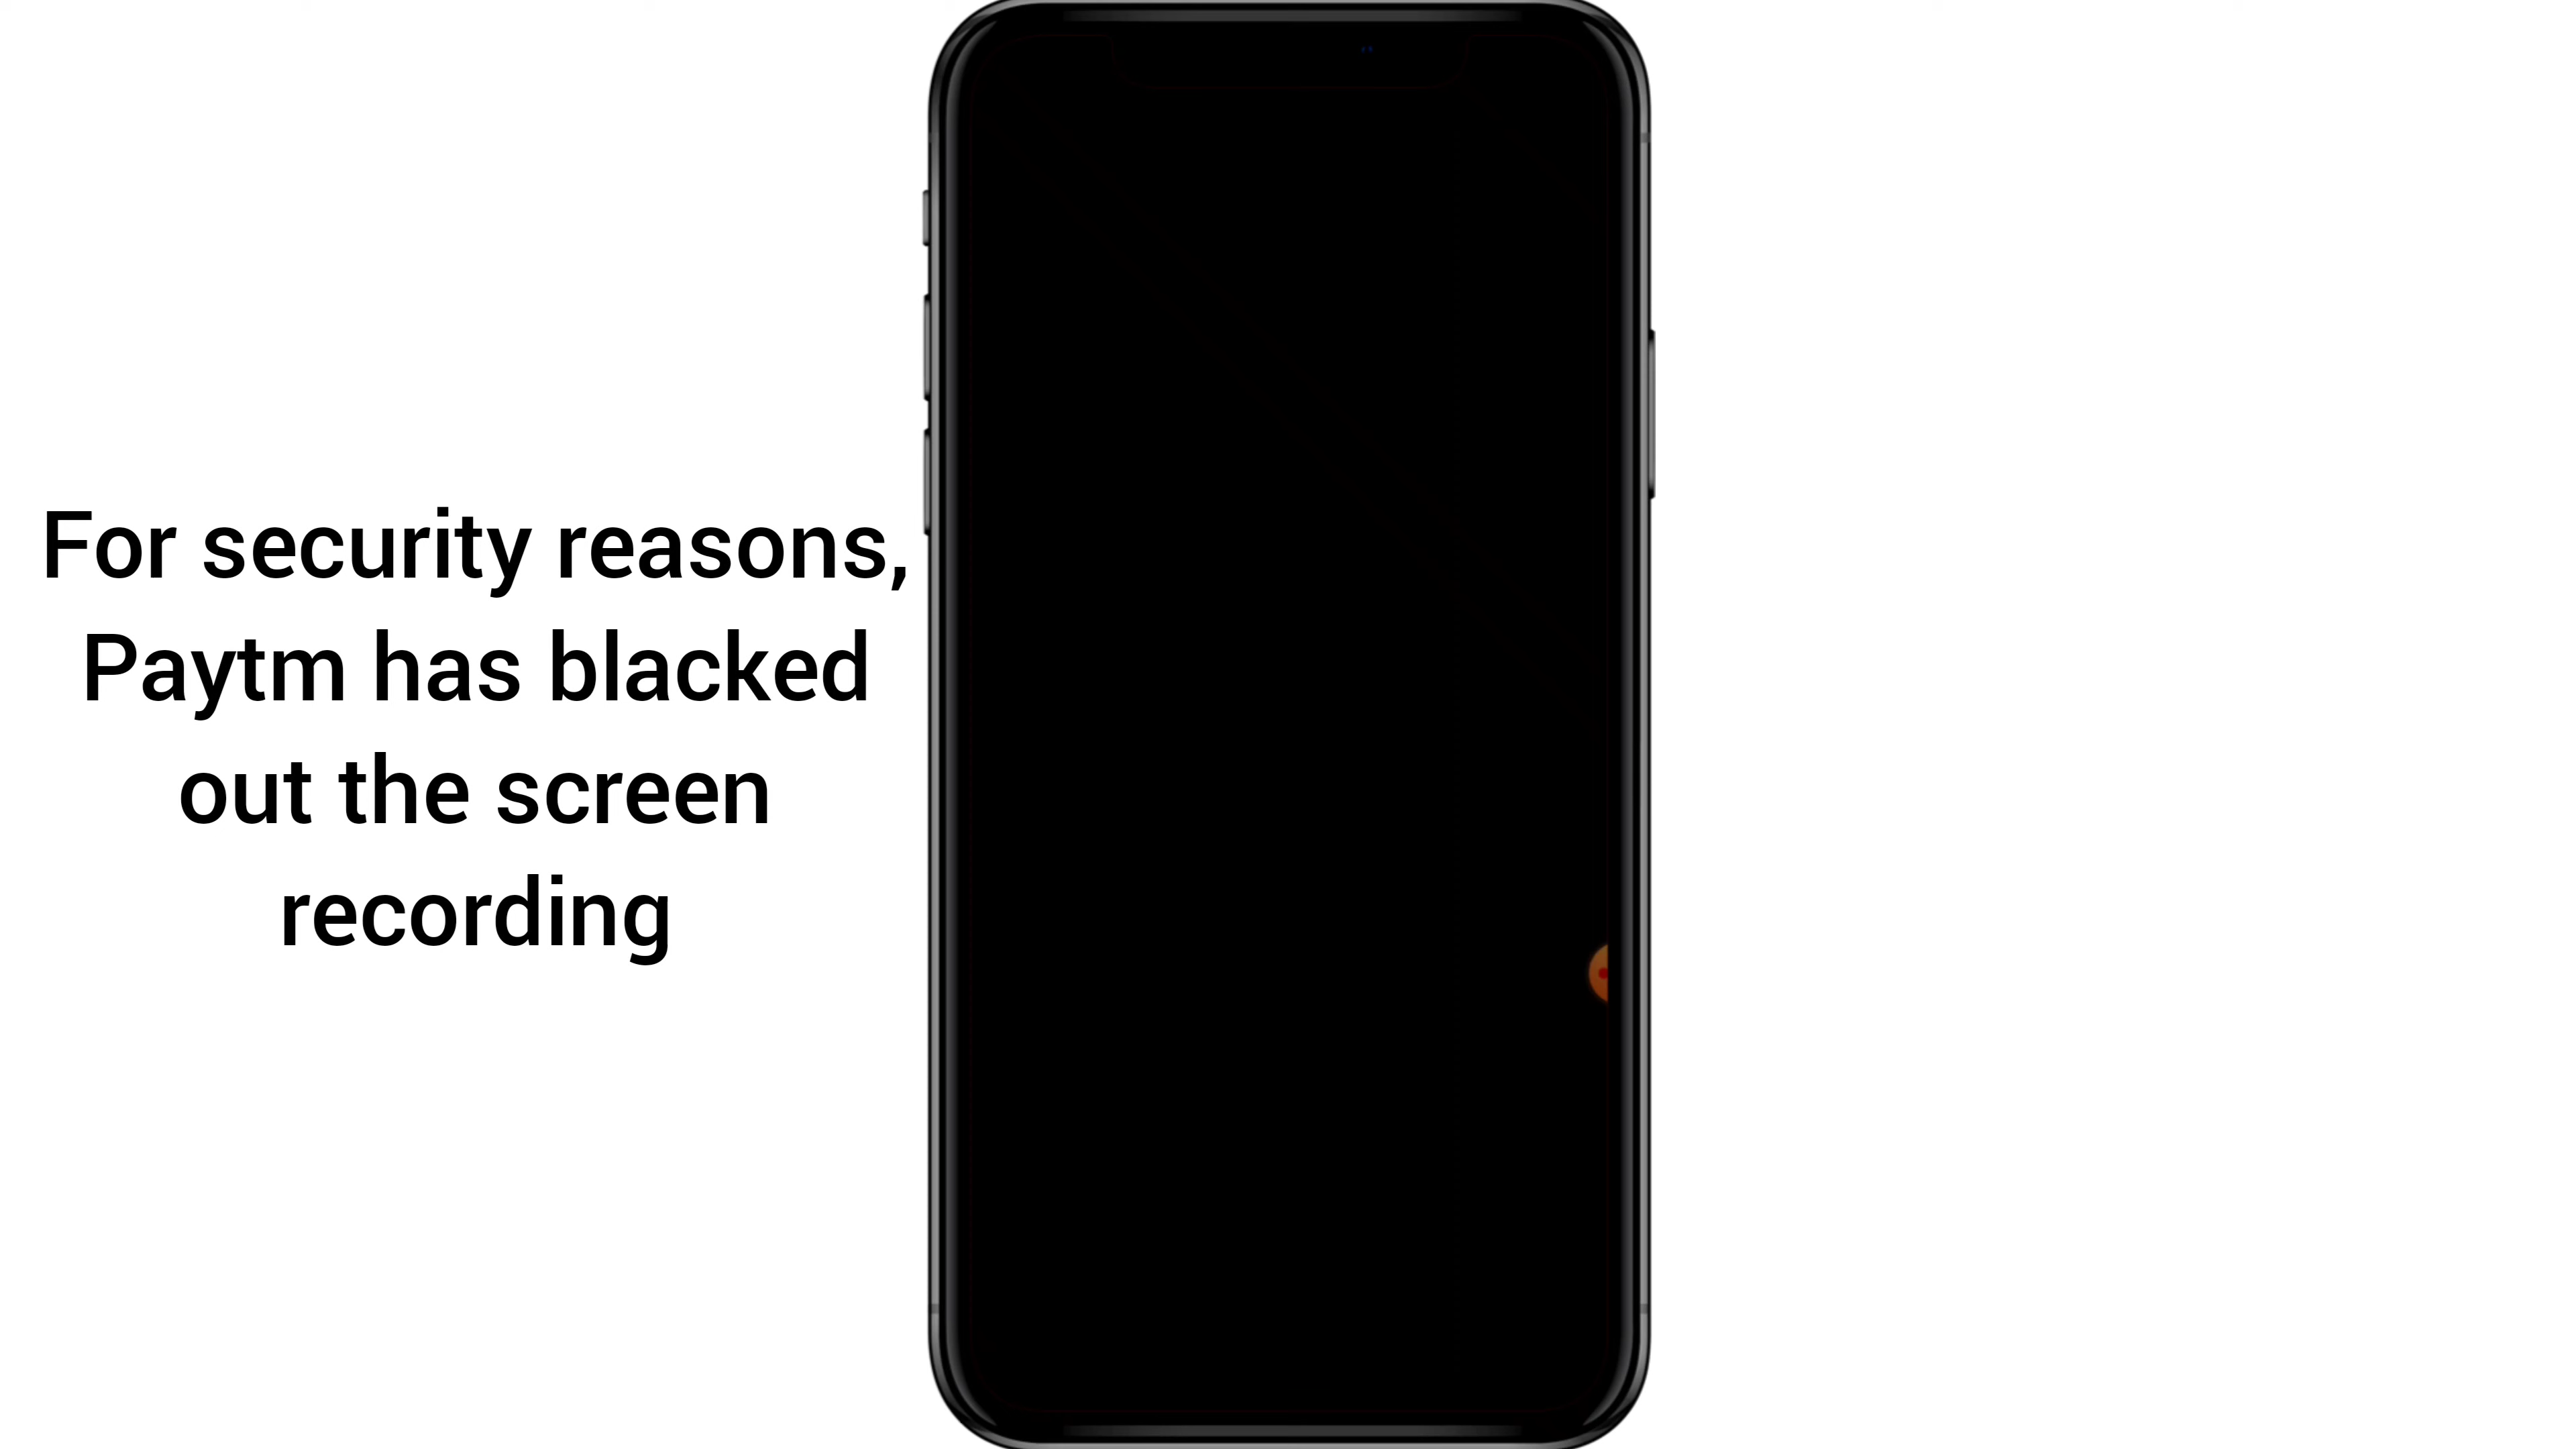 For security reasons,
Paytm has blacked
out the screen
recording